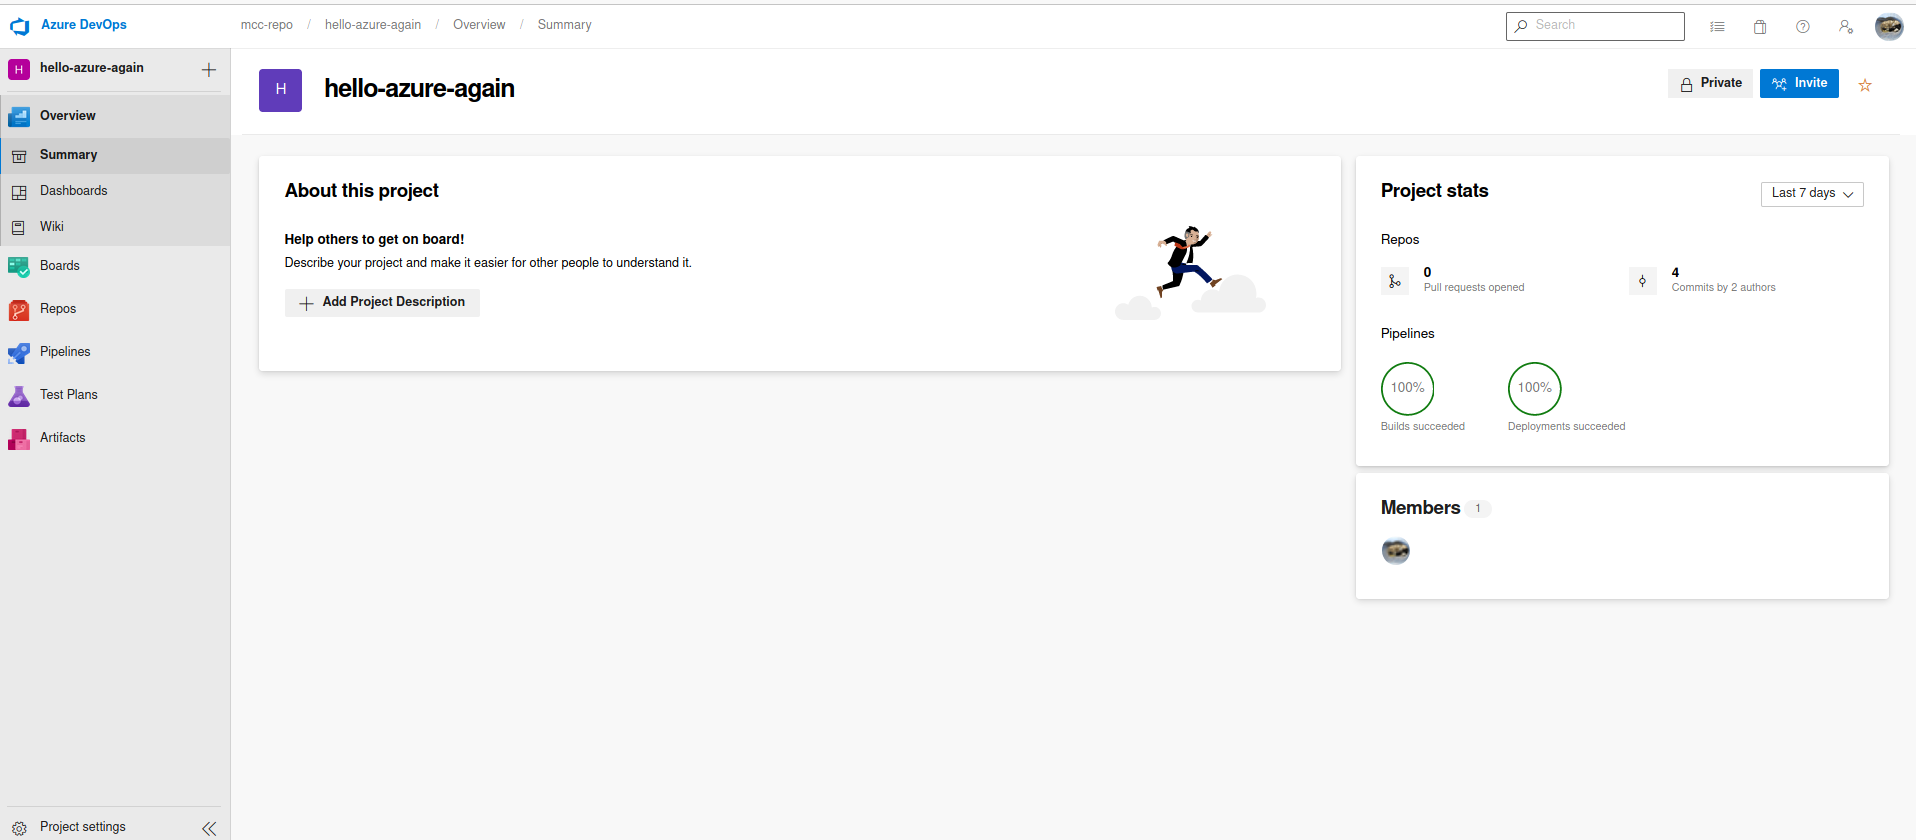 Azure DevOps
mcc-repo / hello-azure-again / Overview / Summary
Search
H hello-azure-again
Overview
Summary
Dashboards
Wiki
Boards
Repos
Pipelines
Test Plans
Artifacts
Project settings
H hello-azure-again
Private
Invite
About this project
Help others to get on board!
Describe your project and make it easier for other people to understand it.
Add Project Description
Project stats
Last 7 days
Repos
0
Pull requests opened
4
Commits by 2 authors
Pipelines
100%
Builds succeeded
100%
Deployments succeeded
Members 1